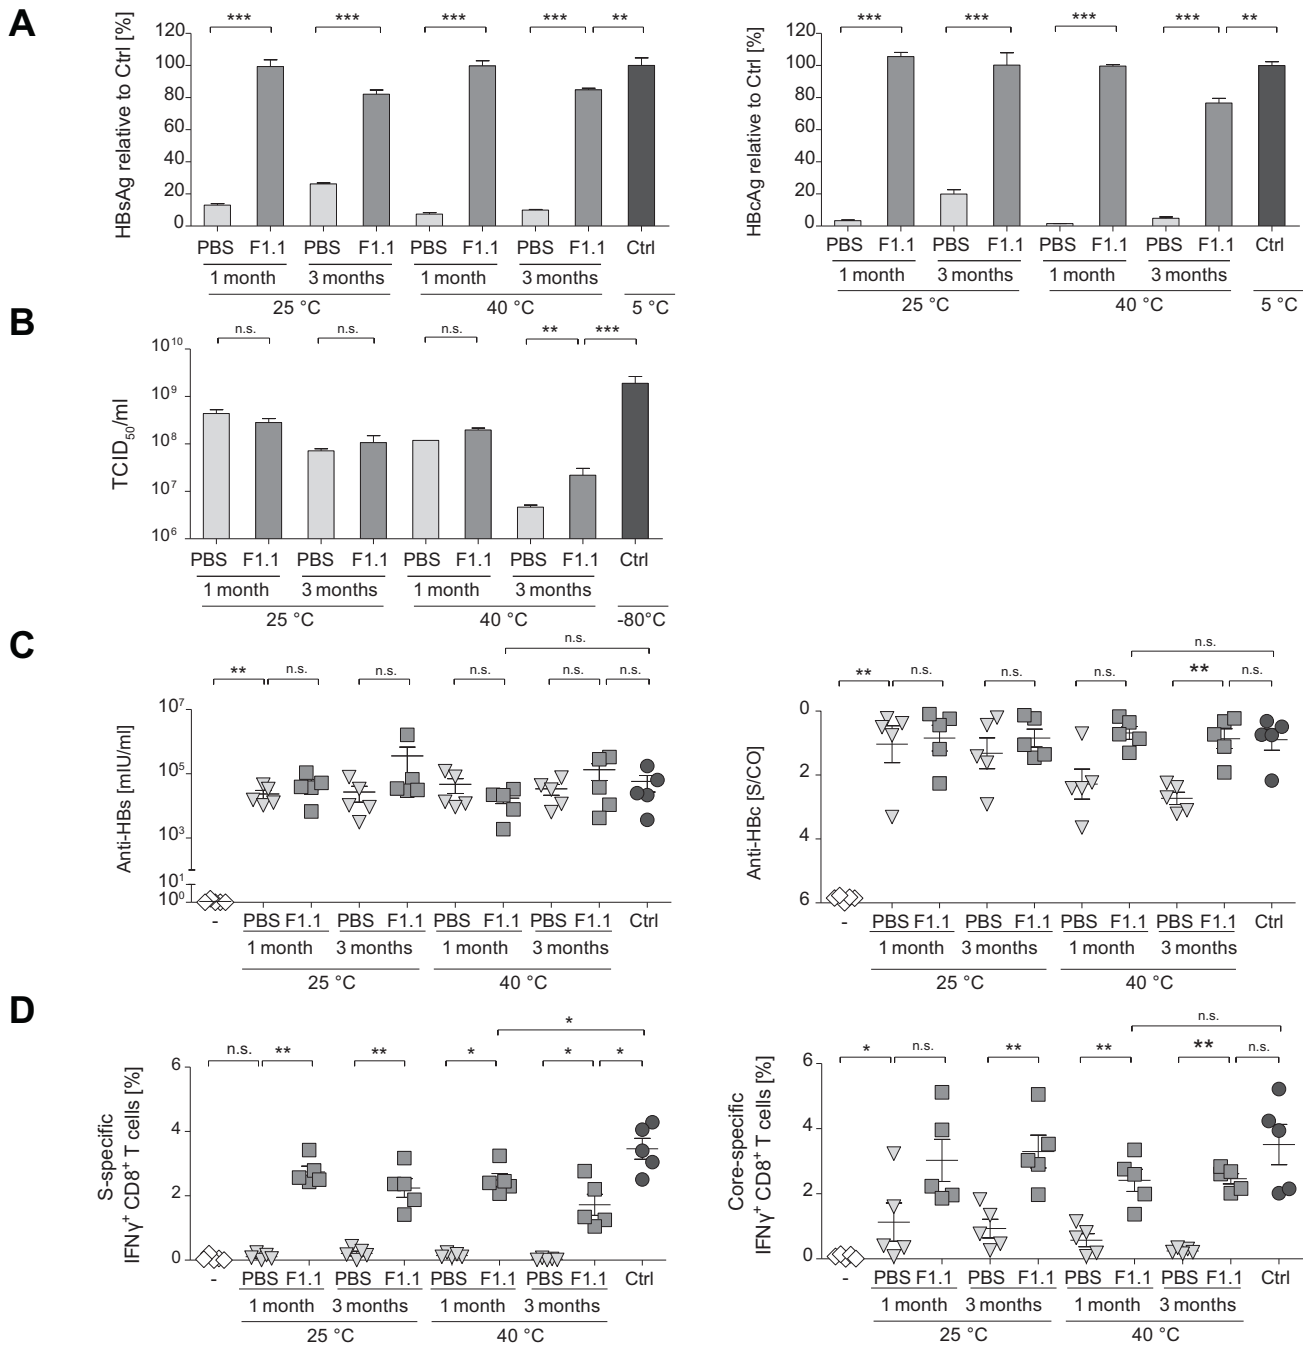 A
HBsAg relative to Ctrl [%]
*** *** *** *** **
120
100
80
60
40
20
0
PBS F1.1 PBS F1.1 PBS F1.1 PBS F1.1 Ctrl
1 month 3 months 1 month 3 months
25 °C 40 °C 5 °C
HBcAg relative to Ctrl [%]
*** *** *** *** **
120
100
80
60
40
20
0
PBS F1.1 PBS F1.1 PBS F1.1 PBS F1.1 Ctrl
1 month 3 months 1 month 3 months
25 °C 40 °C 5 °C
B
TCID50/ml
n.s. n.s. n.s. ** ***
10^10
10^9
10^8
10^7
10^6
PBS F1.1 PBS F1.1 PBS F1.1 PBS F1.1 Ctrl
1 month 3 months 1 month 3 months
25 °C 40 °C -80°C
C
Anti-HBs [mIU/ml]
n.s.
** n.s. n.s. n.s. n.s. n.s.
10^7
10^5
10^3
10^1
10^0
- PBS F1.1 PBS F1.1 PBS F1.1 PBS F1.1 Ctrl
1 month 3 months 1 month 3 months
25 °C 40 °C
Anti-HBc [S/CO]
n.s.
** n.s. n.s. n.s. ** n.s.
0
2
4
6
- PBS F1.1 PBS F1.1 PBS F1.1 PBS F1.1 Ctrl
1 month 3 months 1 month 3 months
25 °C 40 °C
D
S-specific
IFNγ+ CD8+ T cells [%]
*
n.s. ** ** * * *
6
4
2
0
- PBS F1.1 PBS F1.1 PBS F1.1 PBS F1.1 Ctrl
1 month 3 months 1 month 3 months
25 °C 40 °C
Core-specific
IFNγ+ CD8+ T cells [%]
n.s.
* n.s. ** ** ** n.s.
6
4
2
0
- PBS F1.1 PBS F1.1 PBS F1.1 PBS F1.1 Ctrl
1 month 3 months 1 month 3 months
25 °C 40 °C